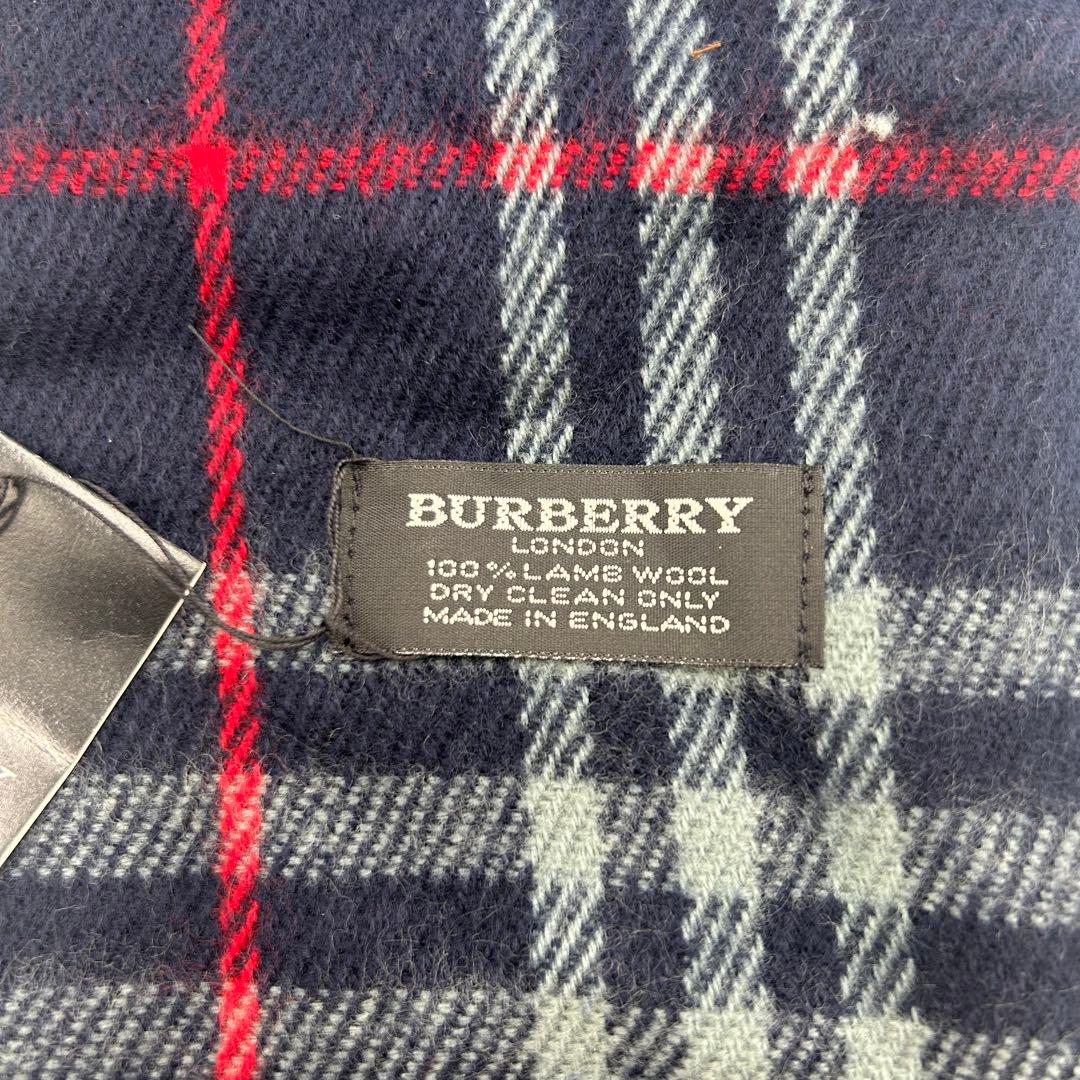 BURBERRY
LONDON
100% LAMB WOOL
DRY CLEAN ONLY
MADE IN ENGLAND